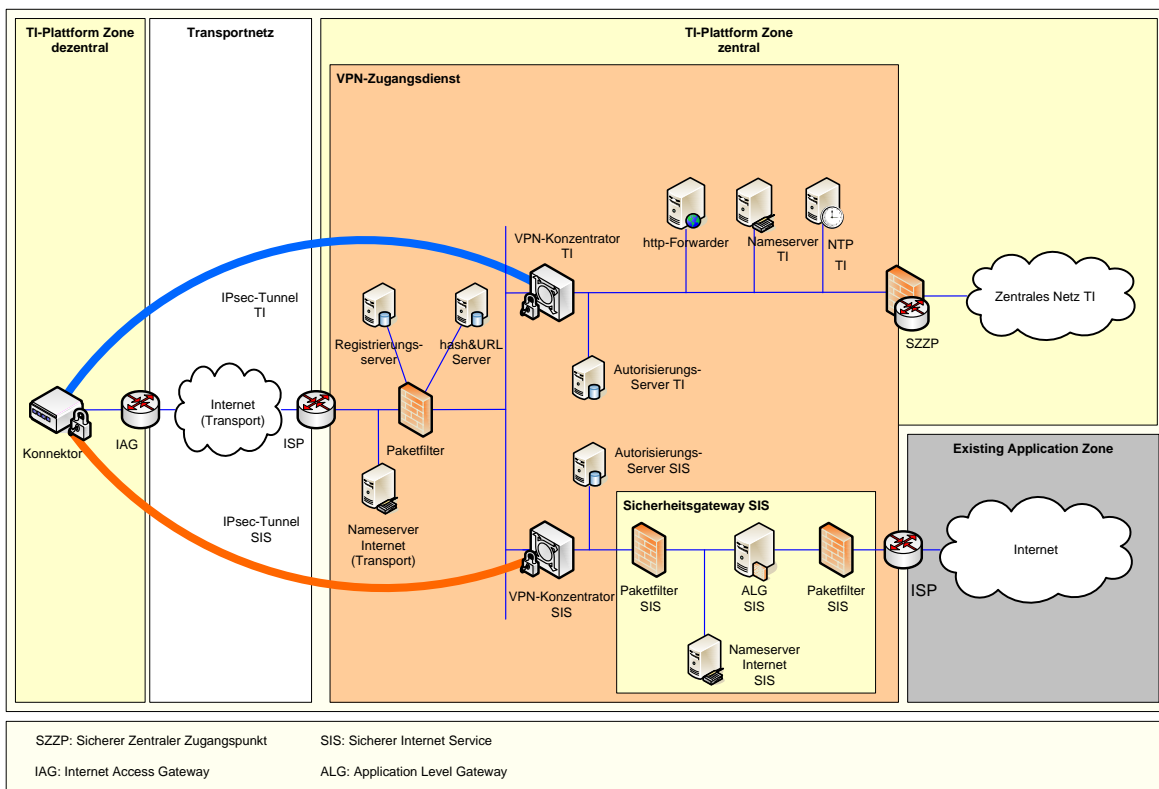 TI-Plattform Zone
dezentral
Transportnetz
TI-Plattform Zone
zentral
VPN-Zugangsdienst
VPN-Konzentrator
TI
http-Forwarder
Nameserver
TI
NTP
TI
IPsec-Tunnel
TI
Registrierungs-
server
hash&URL
Server
Zentrales Netz TI
SZZP
Autorisierungs-
Server TI
Internet
(Transport)
Konnektor
IAG
ISP
Paketfilter
Autorisierungs-
Server SIS
Existing Application Zone
IPsec-Tunnel
SIS
Nameserver
Internet
(Transport)
Sicherheitsgateway SIS
VPN-Konzentrator
SIS
Paketfilter
SIS
ALG
SIS
Paketfilter
SIS
ISP
Internet
Nameserver
Internet
SIS
SZZP: Sicherer Zentraler Zugangspunkt
SIS: Sicherer Internet Service
IAG: Internet Access Gateway
ALG: Application Level Gateway